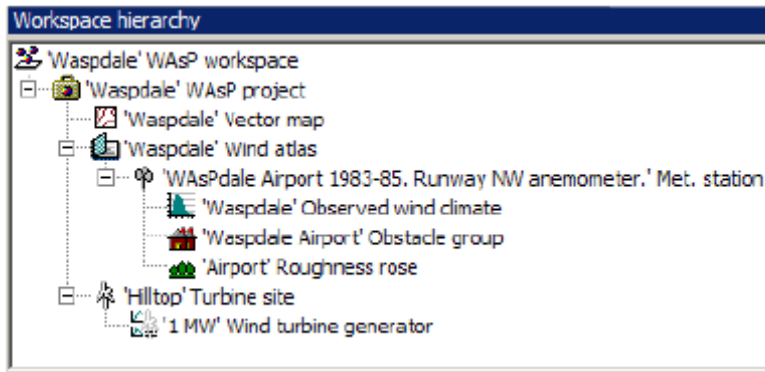 Workspace hierarchy
'Waspdale' WAsP workspace
'Waspdale' WAsP project
'Waspdale' Vector map
'Waspdale' Wind atlas
'WAsPdale Airport 1983-85. Runway NW anemometer.' Met. station
'Waspdale' Observed wind climate
'Waspdale Airport' Obstacle group
'Airport' Roughness rose
'Hilltop' Turbine site
'1 MW' Wind turbine generator